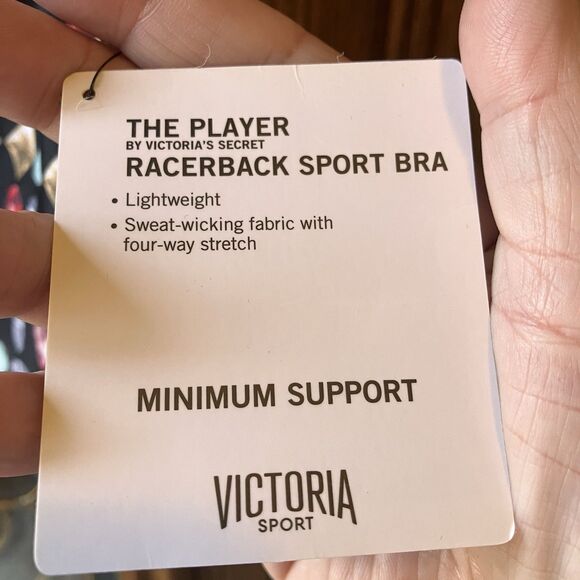 THE PLAYER
BY VICTORIA'S SECRET
RACERBACK SPORT BRA
• Lightweight
• Sweat-wicking fabric with
four-way stretch
MINIMUM SUPPORT
VICTORIA
SPORT